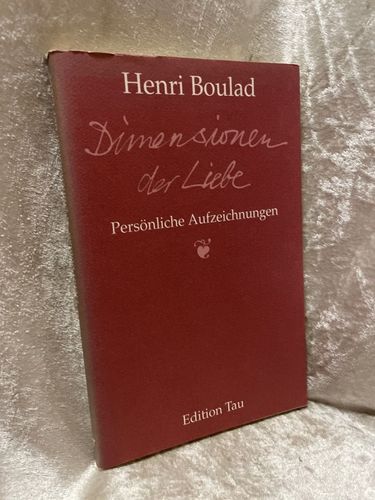 Henri Boulad
Dimensionen
der Liebe
Persönliche Aufzeichnungen
Edition Tau